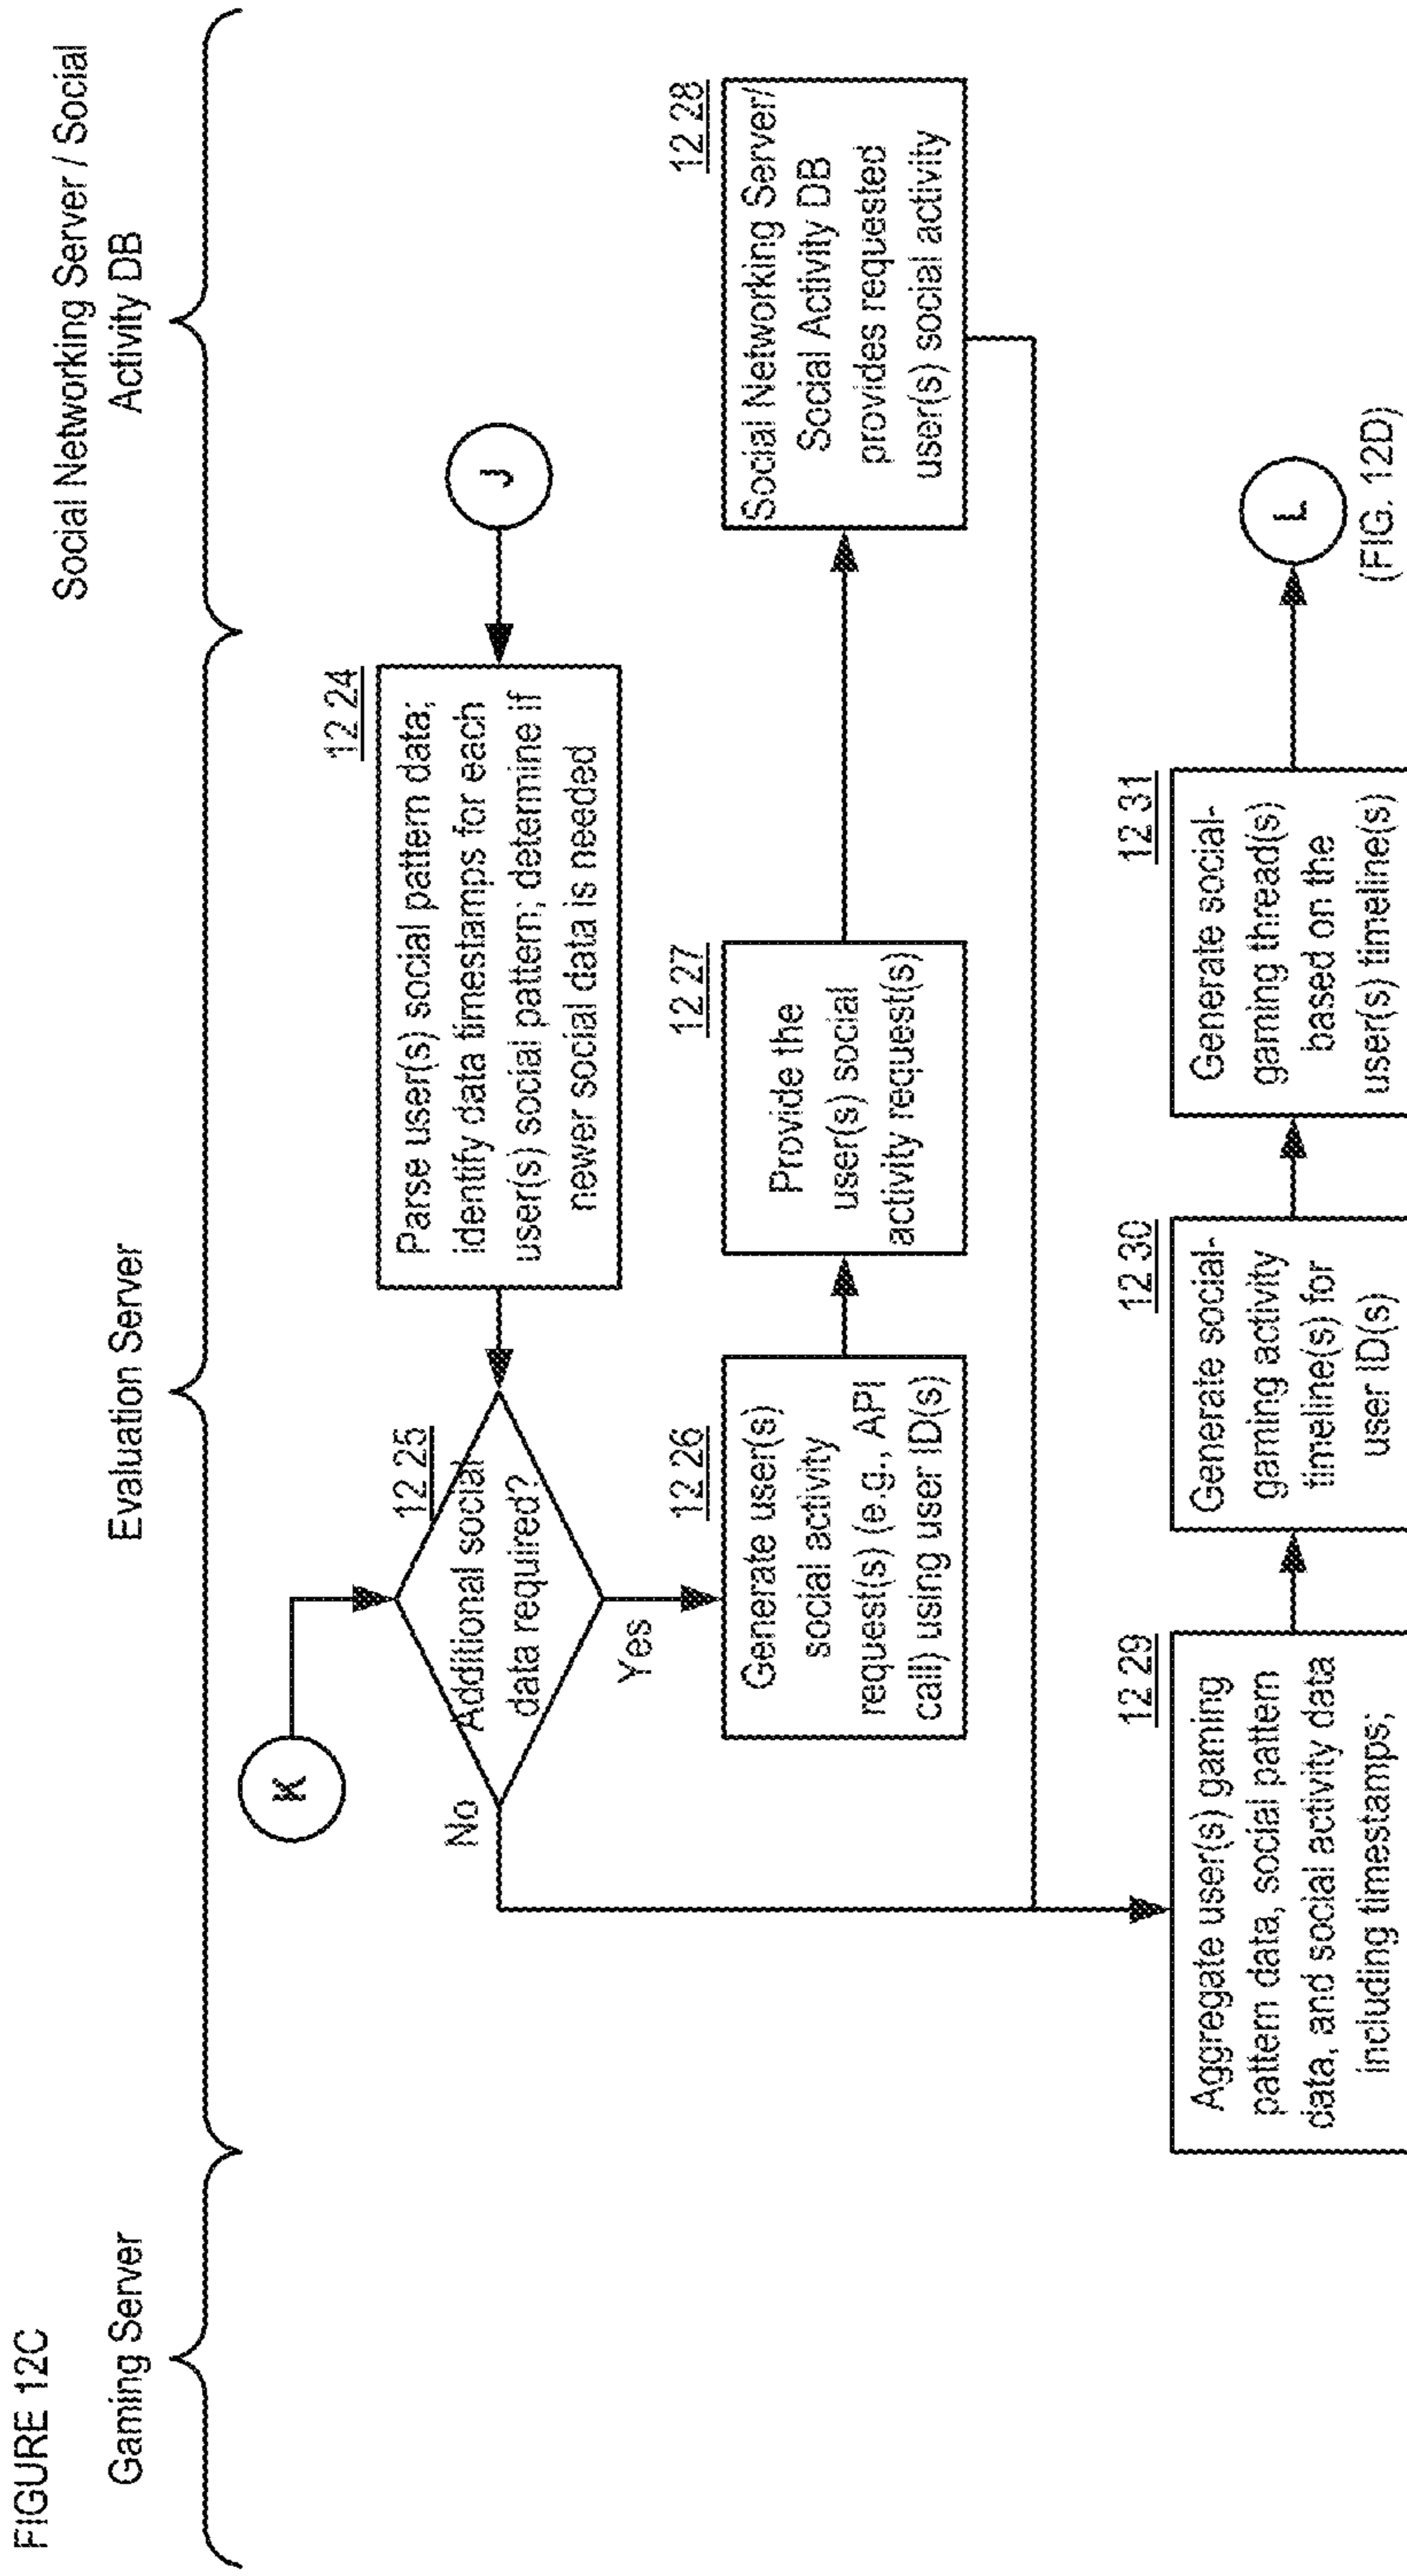 FIGURE 12C
Gaming Server
Evaluation Server
Social Networking Server / Social
Activity DB
K
J
12 24
Parse user(s) social pattern data;
identify data timestamps for each
user(s) social pattern; determine if
newer social data is needed
12 25
Additional social
data required?
No
Yes
12 26
Generate user(s)
social activity
request(s) (e.g., API
call) using user ID(s)
12 27
Provide the
user(s) social
activity request(s)
12 28
Social Networking Server/
Social Activity DB
provides requested
user(s) social activity
12 29
Aggregate user(s) gaming
pattern data, social pattern
data, and social activity data
including timestamps;
12 30
Generate social-
gaming activity
timeline(s) for
user ID(s)
12 31
Generate social-
gaming thread(s)
based on the
user(s) timeline(s)
L
(FIG. 12D)